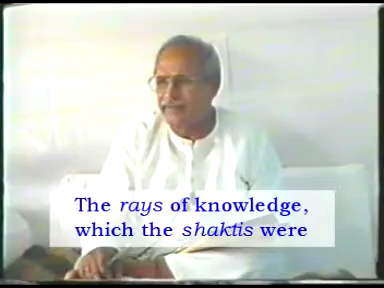 The rays of knowledge,
which the shaktis were